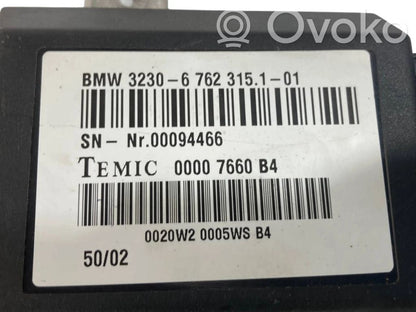 Ovoko
BMW 3230-6 762 315.1-01
SN- Nr.00094466
TEMIC 0000 7660 B4
0020W2 0005WS B4
50/02